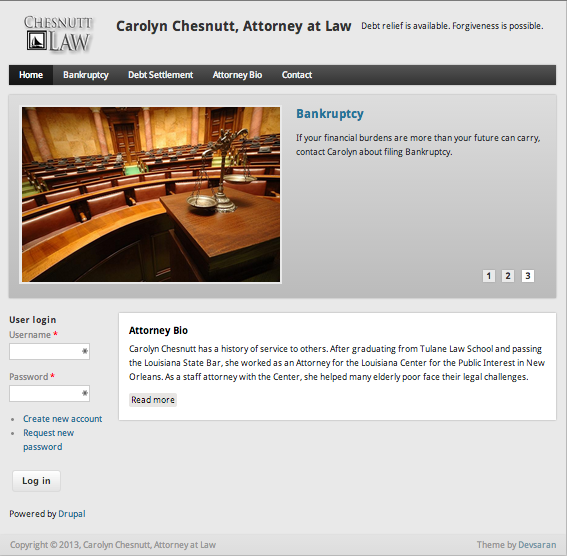 CHESNUTT
LAW
Carolyn Chesnutt, Attorney at Law
Debt relief is available. Forgiveness is possible.
Home Bankruptcy Debt Settlement Attorney Bio Contact
Bankruptcy
If your financial burdens are more than your future can carry,
contact Carolyn about filing Bankruptcy.
1 2 3
User login
Username *
*
Password *
*
Create new account
Request new
password
Log in
Powered by Drupal
Attorney Bio
Carolyn Chesnutt has a history of service to others. After graduating from Tulane Law School and passing
the Louisiana State Bar, she worked as an Attorney for the Louisiana Center for the Public Interest in New
Orleans. As a staff attorney with the Center, she helped many elderly poor face their legal challenges.
Read more
Copyright © 2013, Carolyn Chesnutt, Attorney at Law
Theme by Devsaran